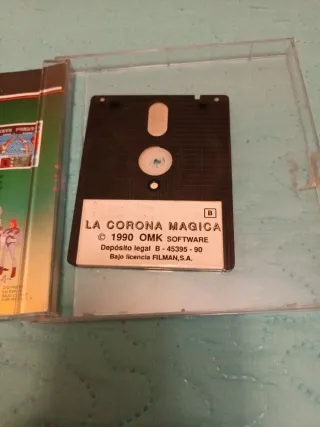 B
LA CORONA MAGICA
© 1990 OMK SOFTWARE
Depósito legal B - 45395 - 90
Bajo licencia FILMAN,S.A.